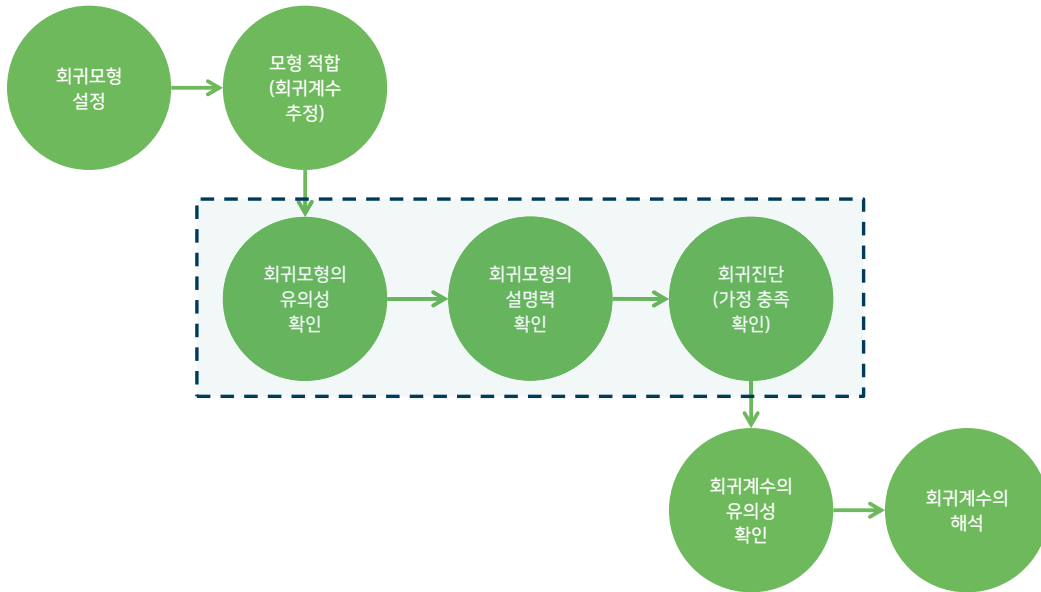 회귀모형
설정
모형 적합
(회귀계수
추정)
회귀모형의
유의성
확인
회귀모형의
설명력
확인
회귀진단
(가정 충족
확인)
회귀계수의
유의성
확인
회귀계수의
해석